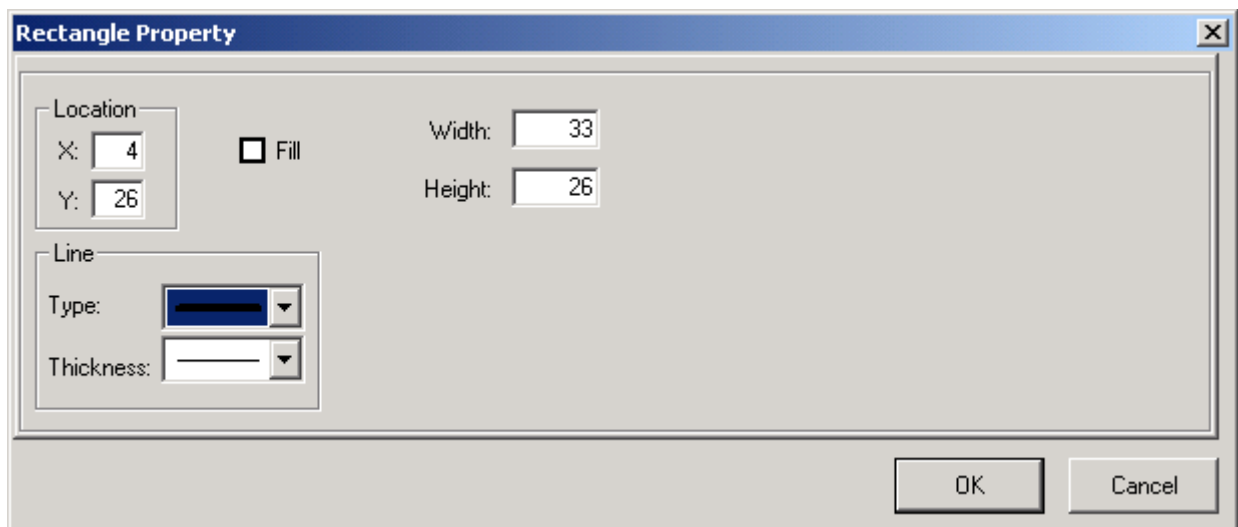 Rectangle Property
Location
X: 4
Y: 26
Fill
Width: 33
Height: 26
Line
Type:
Thickness:
OK
Cancel